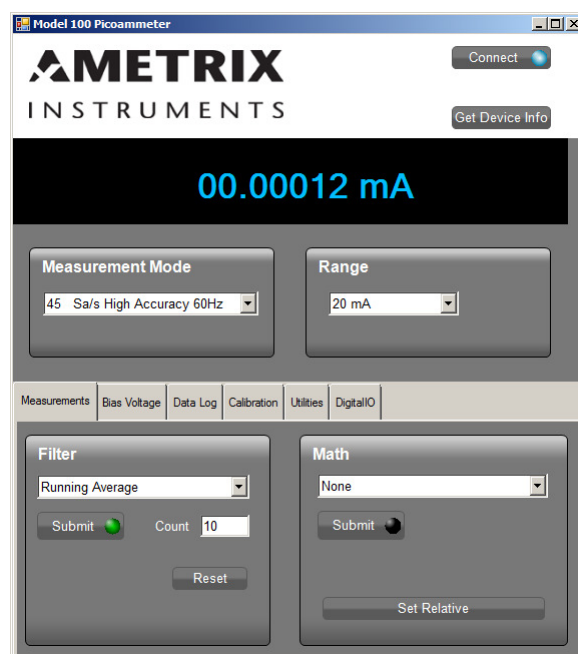 Model 100 Picoammeter
AMETRIX
INSTRUMENTS
Connect
Get Device Info
00.00012 mA
Measurement Mode
45 Sa/s High Accuracy 60Hz
Range
20 mA
Measurements Bias Voltage Data Log Calibration Utilities DigitalIO
Filter
Running Average
Submit Count 10
Reset
Math
None
Submit
Set Relative